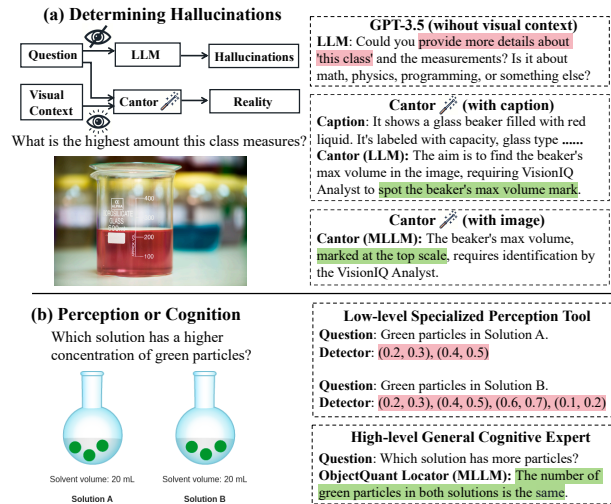 (a) Determining Hallucinations
Question
LLM
Hallucinations
Visual
Context
Cantor
Reality
What is the highest amount this class measures?
400
300
200
100
GPT-3.5 (wihout visual context)
LLM: Could you provide more details about
'this class' and the measurements? Is it about
math, physics, programming, or something else?
Cantor (with caption)
Caption: It shows a glass beaker filled with red
liquid. It's labeled with capacity, glass type ......
Cantor (LLM): The aim is to find the beaker's
max volume in the image, requiring VisionIQ
Analyst to spot the beaker's max volume mark.
Cantor (with image)
Cantor (MLLM): The beaker's max volume,
marked at the top scale, requires identification by
the VisionIQ Analyst.
(b) Perception or Cognition
Which solution has a higher
concentration of green particles?
Solvent volume: 20 mL
Solvent volume: 20 mL
Solution A
Solution B
Low-level Specialized Perception Tool
Question: Green particles in Solution A.
Detector: (0.2, 0.3), (0.4, 0.5)
Question: Green particles in Solution B.
Detector: (0.2, 0.3), (0.4, 0.5), (0.6, 0.7), (0.1, 0.2)
High-level General Cognitive Expert
Question: Which solution has more particles?
ObjectQuant Locator (MLLM): The number of
green particles in both solutions is the same.